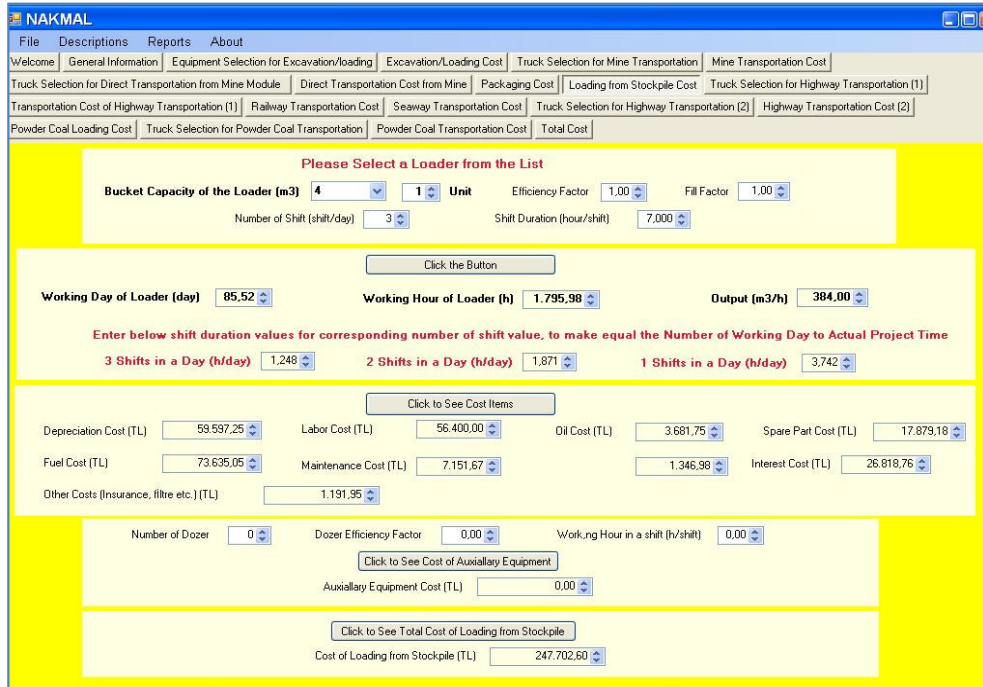 NAKMAL
File Descriptions Reports About
Welcome General Information Equipment Selection for Excavation/loading Excavation/Loading Cost Truck Selection for Mine Transportation Mine Transportation Cost
Truck Selection for Direct Transportation from Mine Module Direct Transportation Cost from Mine Packaging Cost Loading from Stockpile Cost Truck Selection for Highway Transportation (1)
Transportation Cost of Highway Transportation (1) Railway Transportation Cost Seaway Transportation Cost Truck Selection for Highway Transportation (2) Highway Transportation Cost (2)
Powder Coal Loading Cost Truck Selection for Powder Coal Transportation Powder Coal Transportation Cost Total Cost
Please Select a Loader from the List
Bucket Capacity of the Loader (m3) 4 1 Unit Efficiency Factor 1,00 Fill Factor 1,00
Number of Shift (shift/day) 3 Shift Duration (hour/shift) 7,000
Click the Button
Working Day of Loader (day) 85,52 Working Hour of Loader (h) 1.795,98 Output (m3/h) 384,00
Enter below shift duration values for corresponding number of shift value, to make equal the Number of Working Day to Actual Project Time
3 Shifts in a Day (h/day) 1,248 2 Shifts in a Day (h/day) 1,871 1 Shifts in a Day (h/day) 3,742
Click to See Cost Items
Depreciation Cost (TL) 59.597,25 Labor Cost (TL) 56.400,00 Oil Cost (TL) 3.681,75 Spare Part Cost (TL) 17.879,18
Fuel Cost (TL) 73.635,05 Maintenance Cost (TL) 7.151,67 1.346,98 Interest Cost (TL) 26.818,76
Other Costs (Insurance, filtre etc.) (TL) 1.191,95
Number of Dozer 0 Dozer Efficiency Factor 0,00 Work,ng Hour in a shift (h/shift) 0,00
Click to See Cost of Auxiallary Equipment
Auxiallary Equipment Cost (TL) 0,00
Click to See Total Cost of Loading from Stockpile
Cost of Loading from Stockpile (TL) 247.702,60